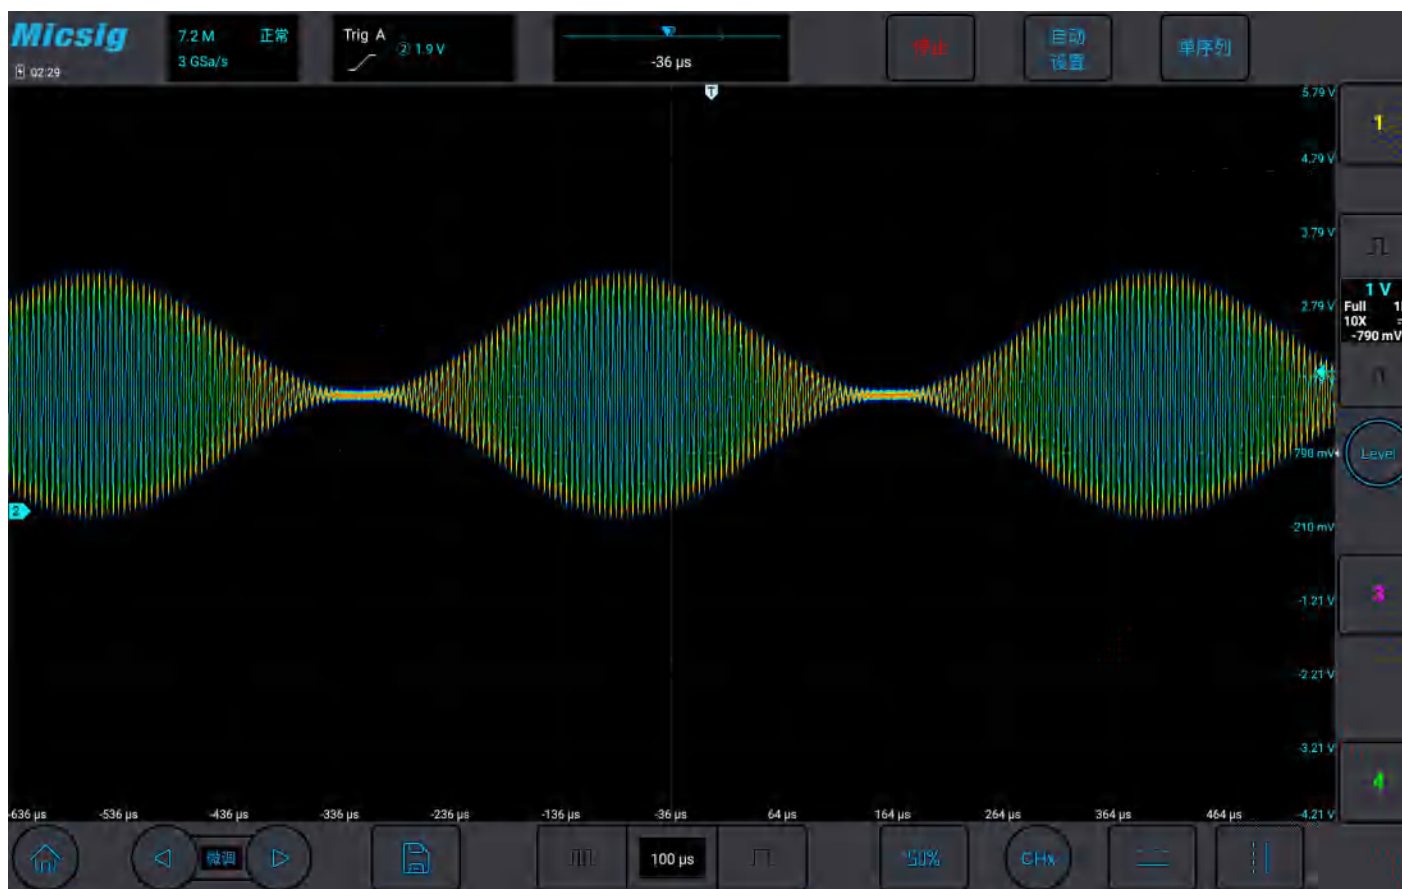 Micsig
02:29
7.2 M 正常
3 GSa/s
Trig A
② 1.9 V
-36 µs
停止
自动
设置
单序列
T
5.79 V
4.79 V
3.79 V
2.79 V
790 mV
-210 mV
-1.21 V
-2.21 V
-3.21 V
-4.21 V
1
1 V
Full
10X
-790 mV
Level
3
4
2
-636 µs -536 µs -436 µs -336 µs -236 µs -136 µs -36 µs 64 µs 164 µs 264 µs 364 µs 464 µs
微调
100 µs
50%
CHx